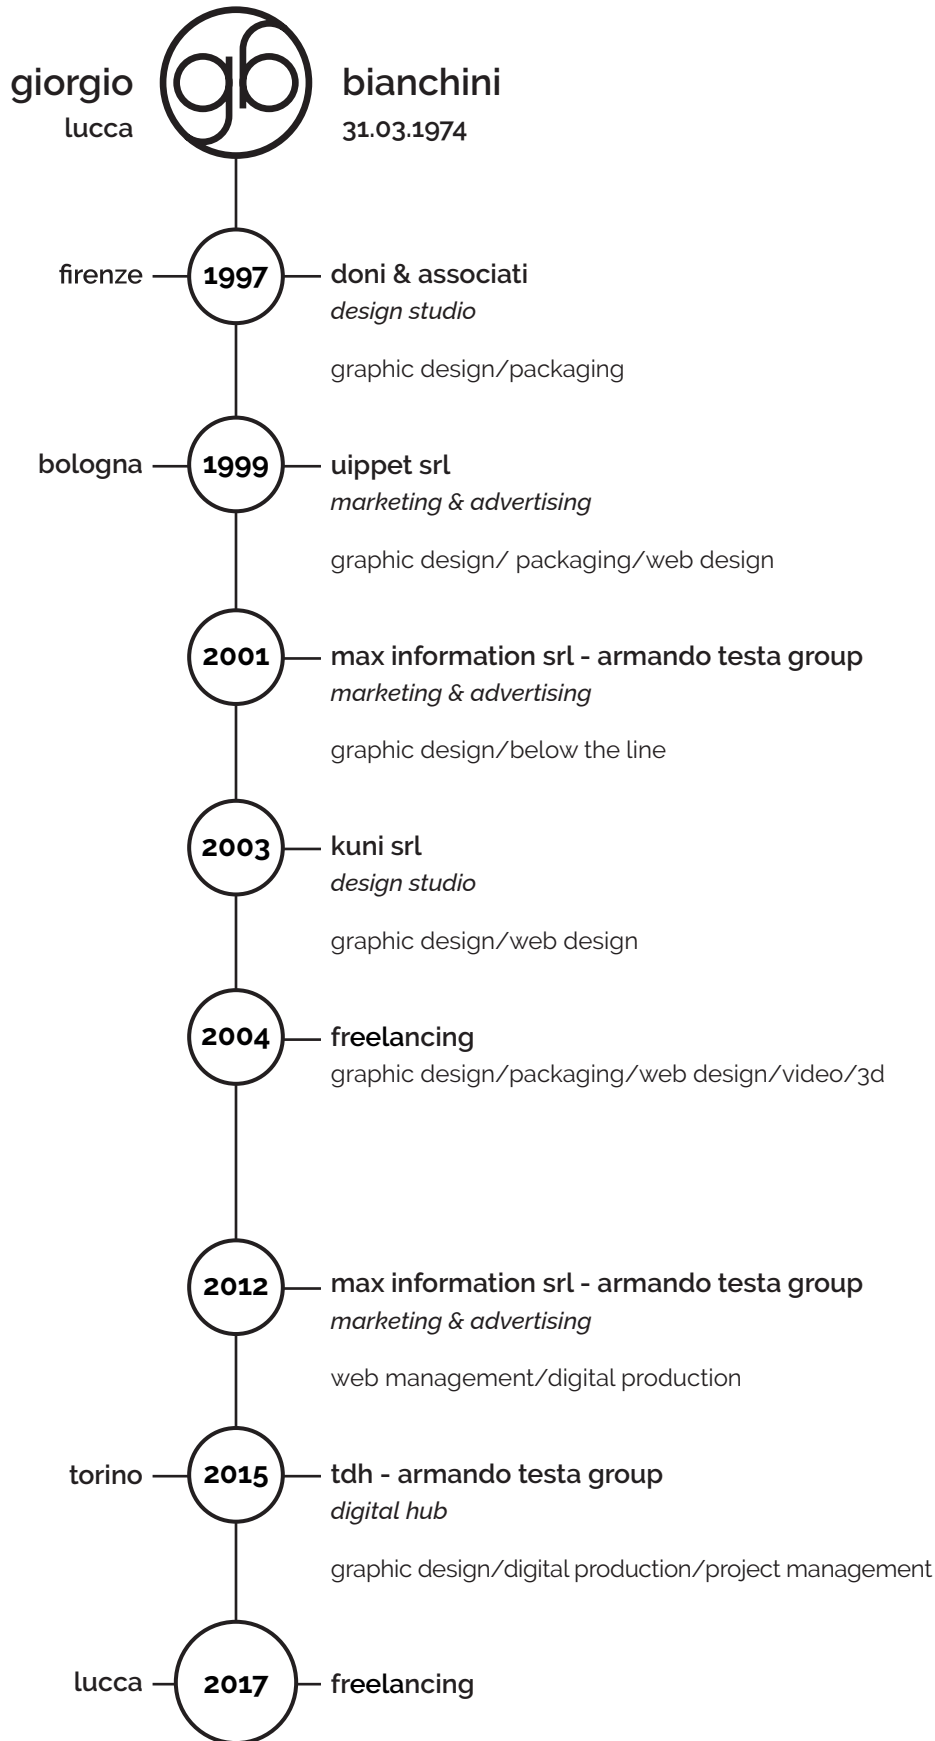 giorgio gb bianchini
lucca 31.03.1974
firenze 1997 doni & associati
design studio
graphic design/packaging
bologna 1999 uippet srl
marketing & advertising
graphic design/ packaging/web design
2001 max information srl - armando testa group
marketing & advertising
graphic design/below the line
2003 kuni srl
design studio
graphic design/web design
2004 freelancing
graphic design/packaging/web design/video/3d
2012 max information srl - armando testa group
marketing & advertising
web management/digital production
torino 2015 tdh - armando testa group
digital hub
graphic design/digital production/project management
lucca 2017 freelancing